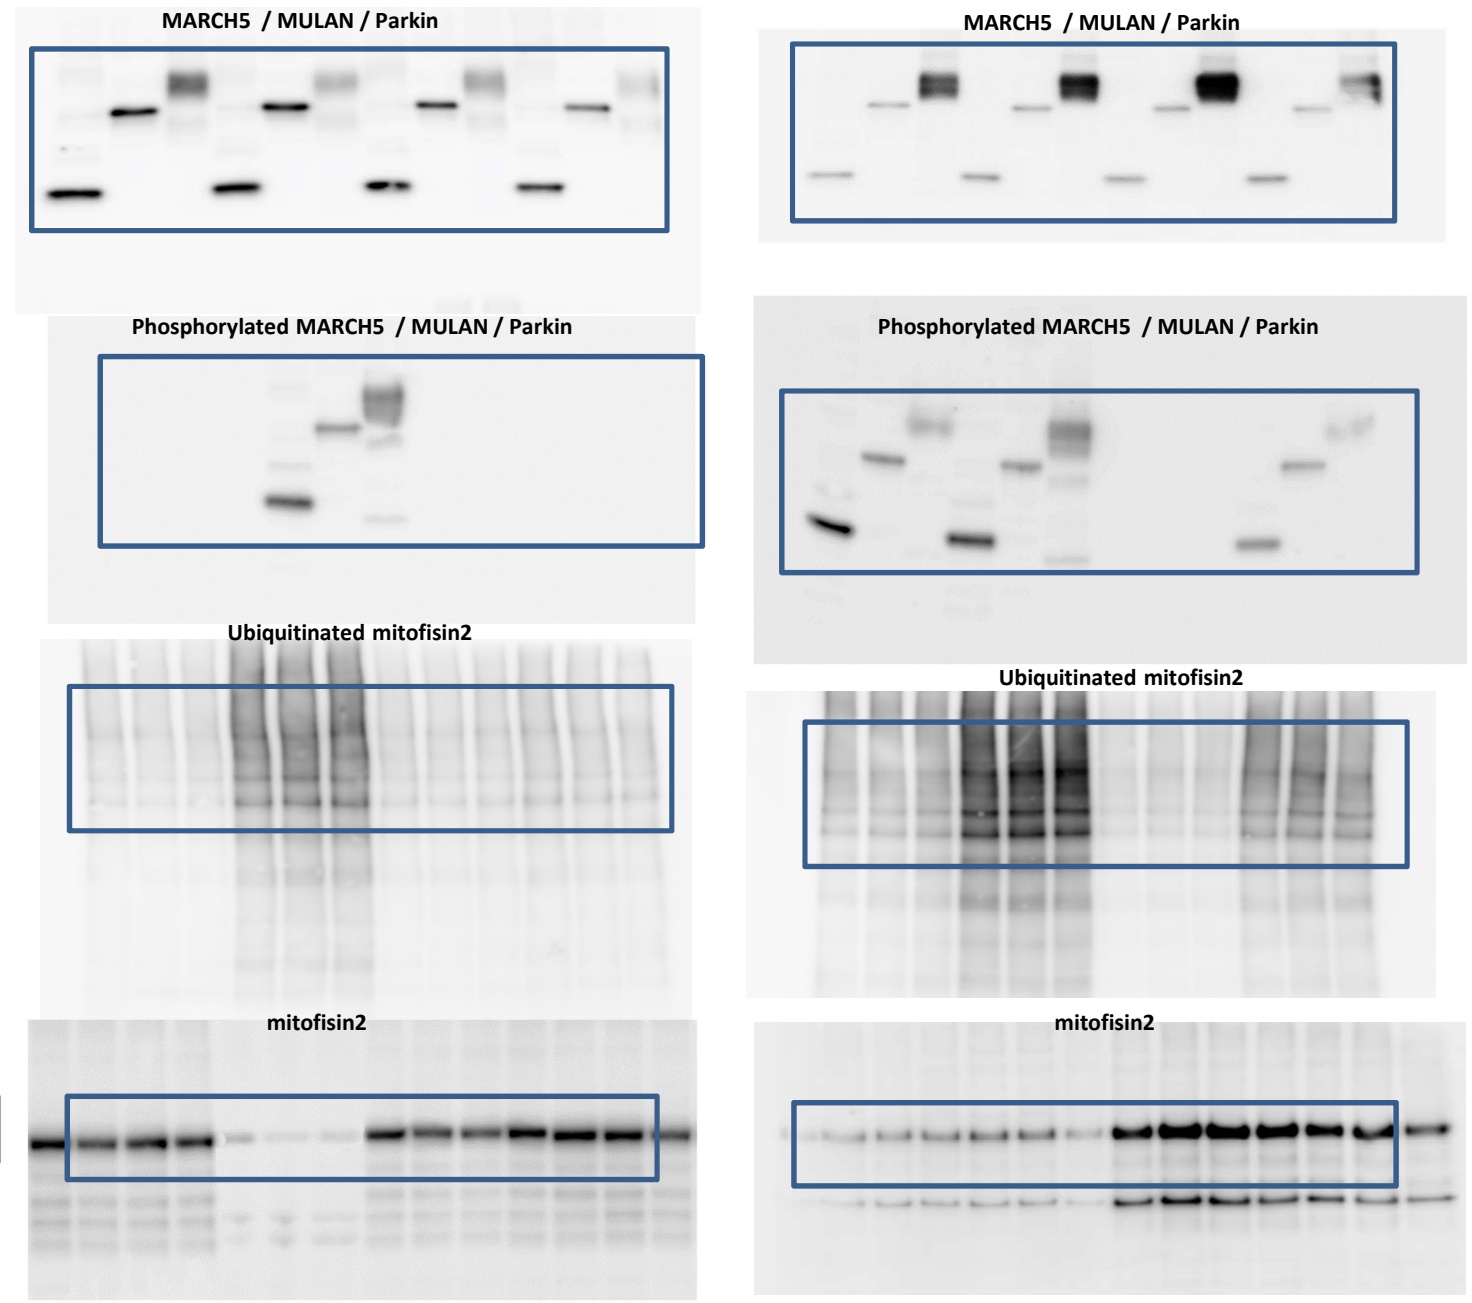 MARCH5 / MULAN / Parkin
MARCH5 / MULAN / Parkin
Phosphorylated MARCH5 / MULAN / Parkin
Phosphorylated MARCH5 / MULAN / Parkin
Ubiquitinated mitofisin2
Ubiquitinated mitofisin2
mitofisin2
mitofisin2